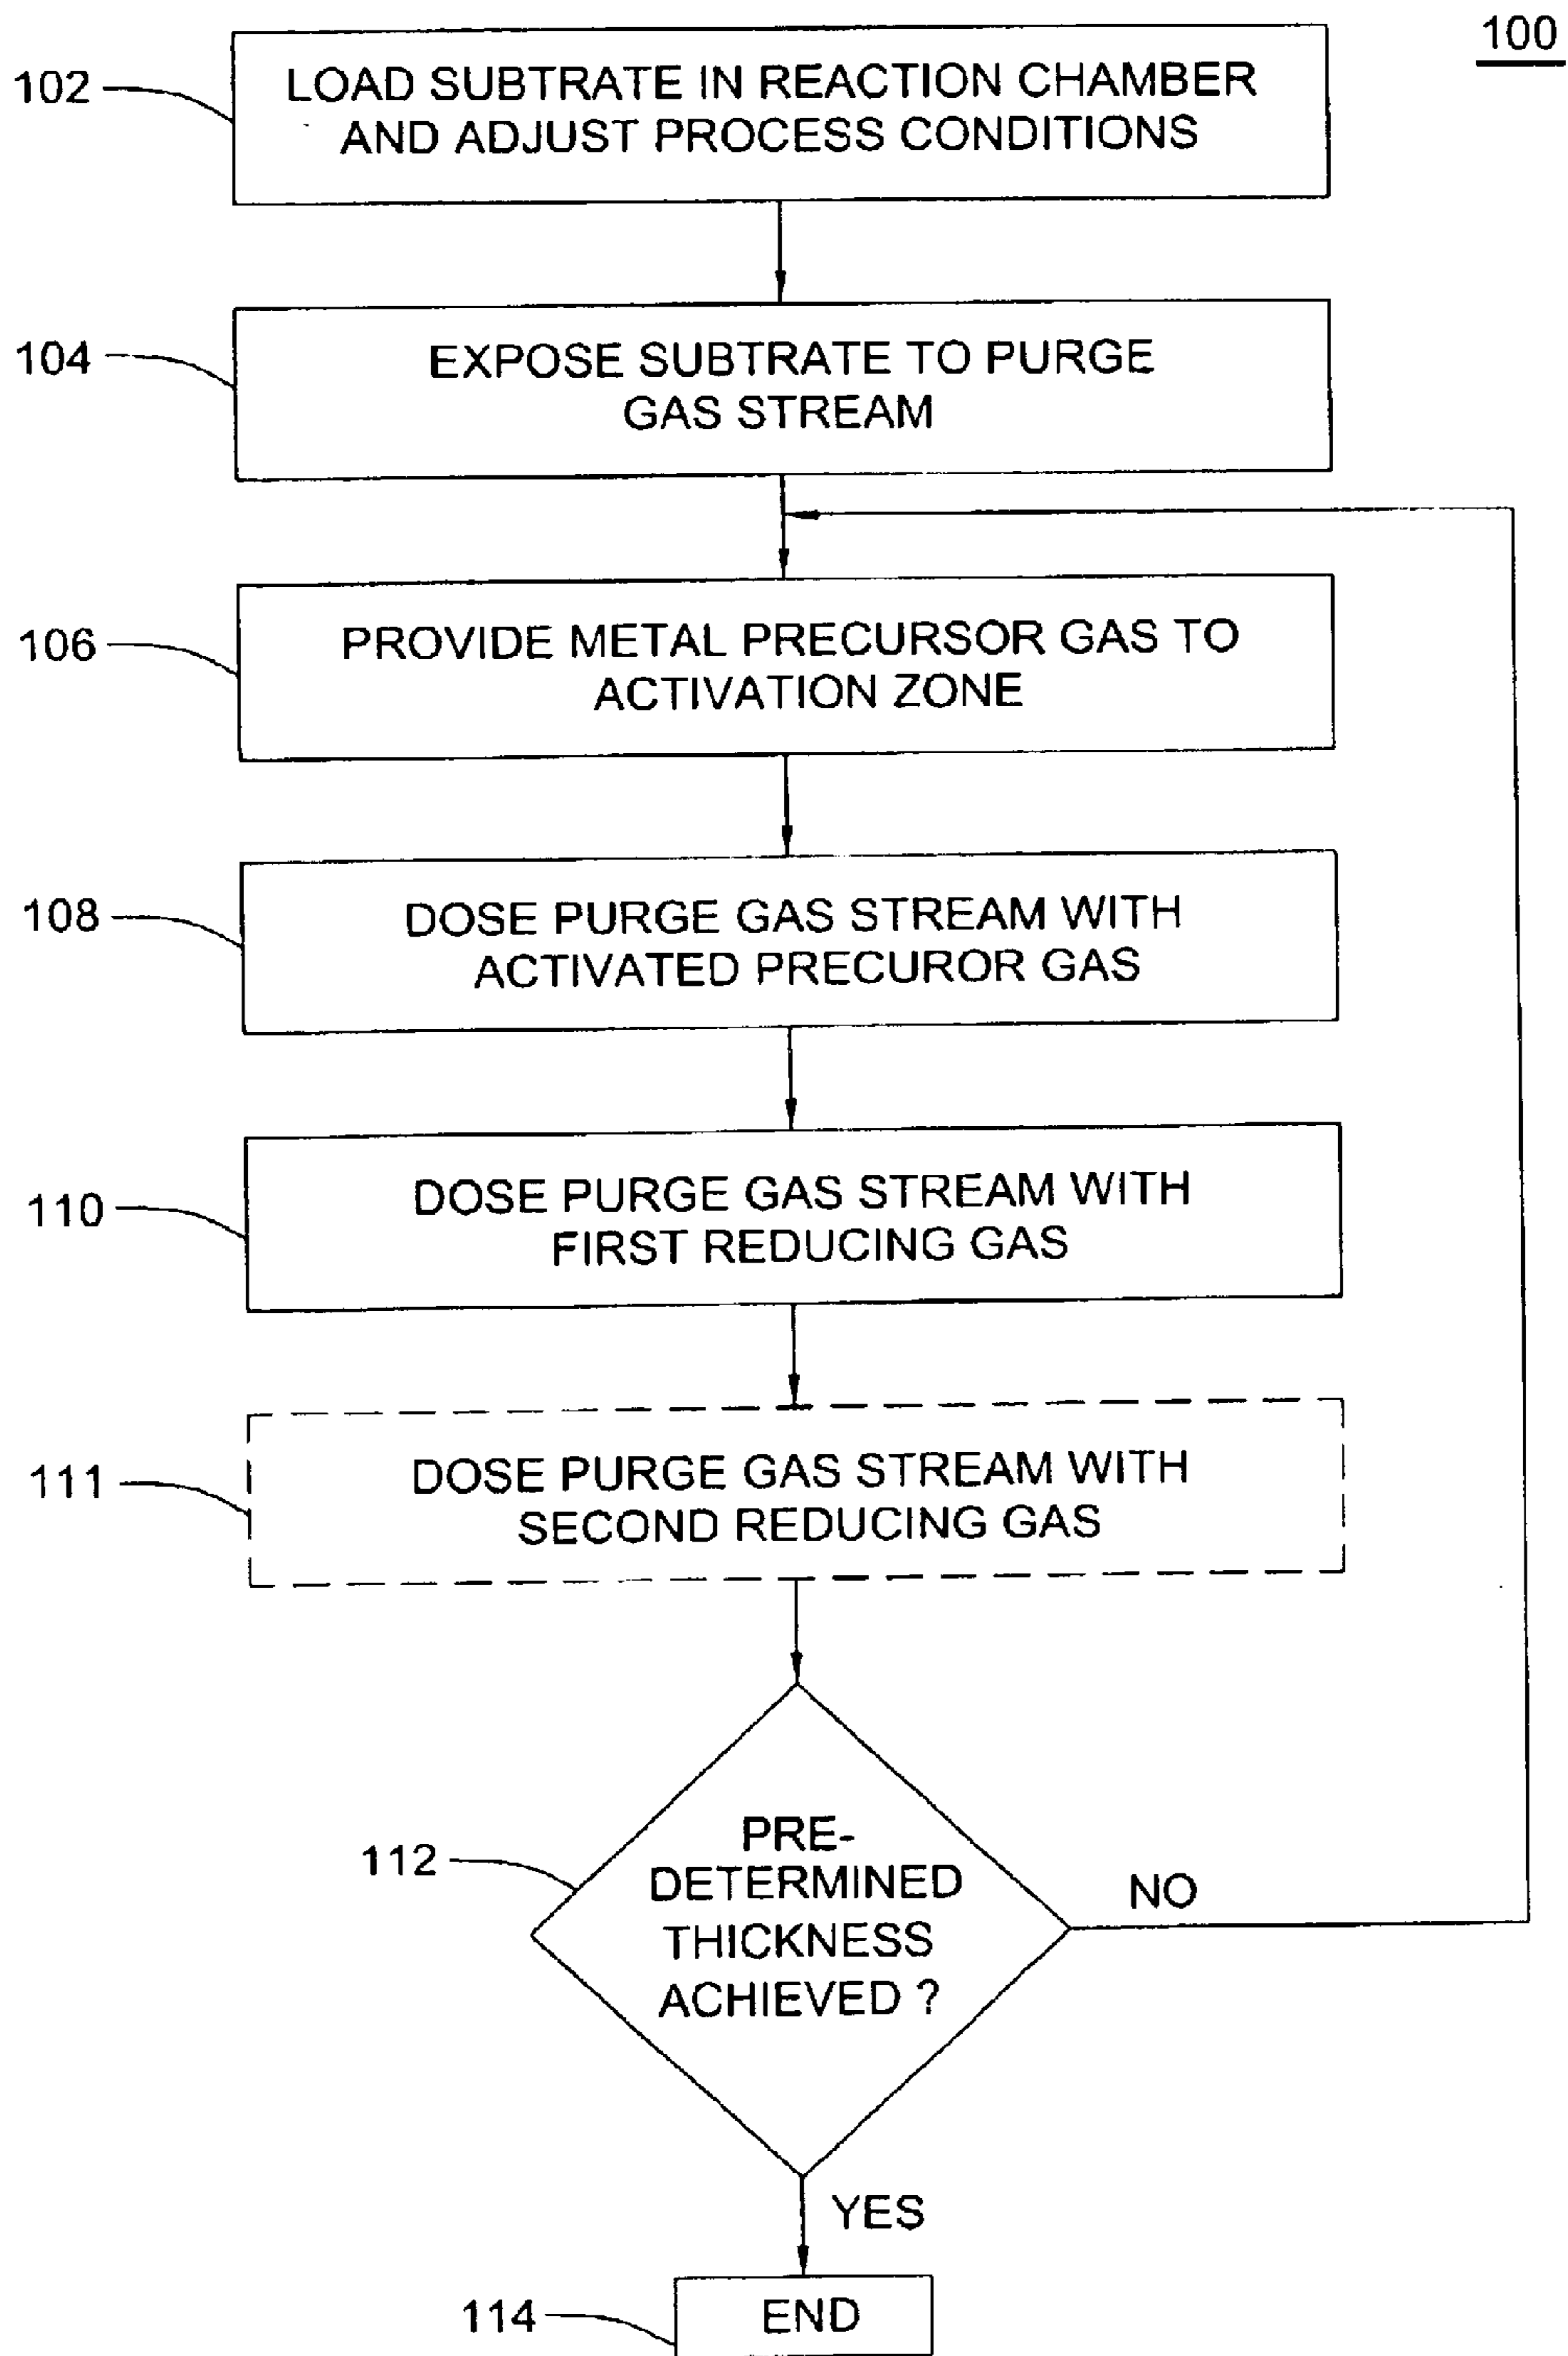 100
102
LOAD SUBTRATE IN REACTION CHAMBER
AND ADJUST PROCESS CONDITIONS
104
EXPOSE SUBTRATE TO PURGE
GAS STREAM
106
PROVIDE METAL PRECURSOR GAS TO
ACTIVATION ZONE
108
DOSE PURGE GAS STREAM WITH
ACTIVATED PRECUROR GAS
110
DOSE PURGE GAS STREAM WITH
FIRST REDUCING GAS
111
DOSE PURGE GAS STREAM WITH
SECOND REDUCING GAS
112
PRE-
DETERMINED
THICKNESS
ACHIEVED ?
NO
YES
114
END